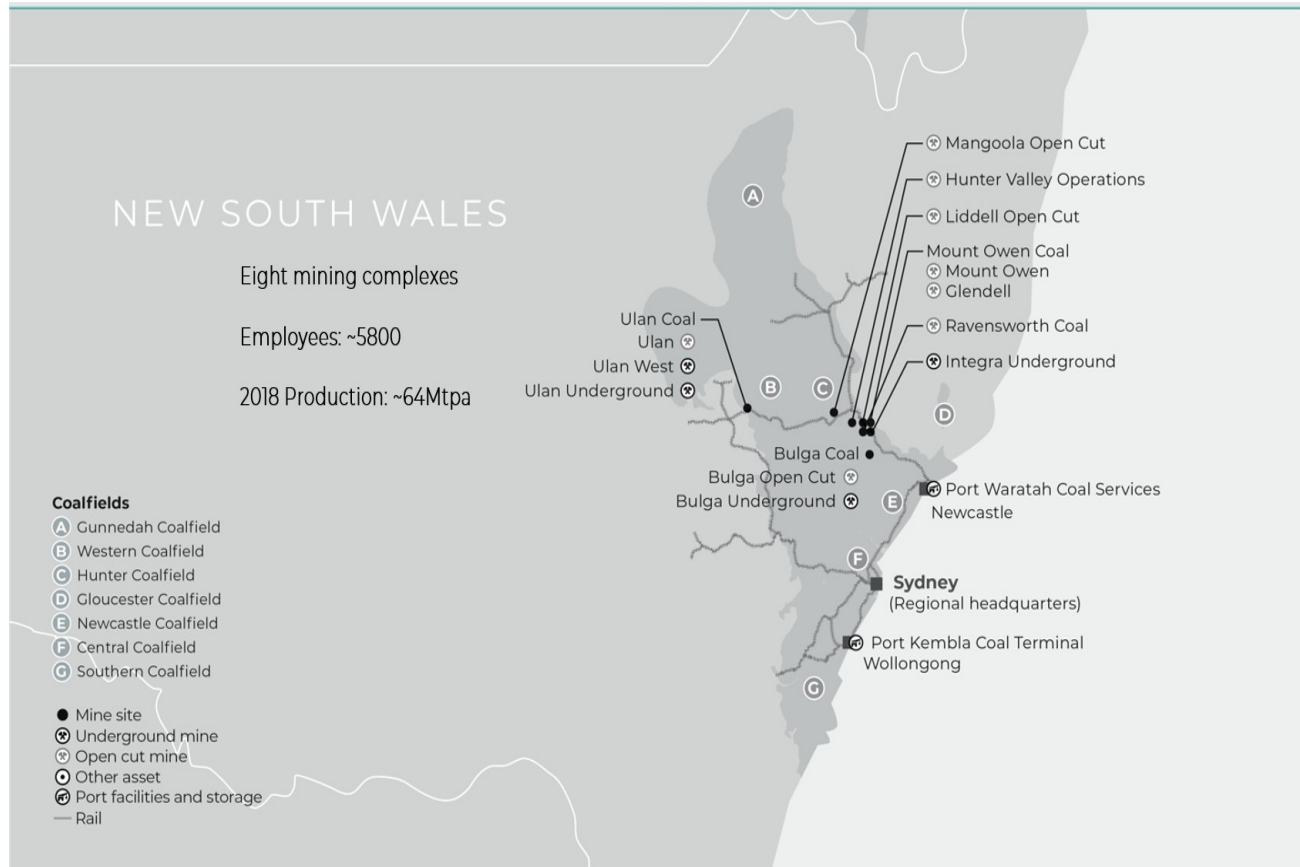 NEW SOUTH WALES
Eight mining complexes
Employees: ~5800
2018 Production: ~64Mtpa
Coalfields
A Gunnedah Coalfield
B Western Coalfield
C Hunter Coalfield
D Gloucester Coalfield
E Newcastle Coalfield
F Central Coalfield
G Southern Coalfield
Mine site
Underground mine
Open cut mine
Other asset
Port facilities and storage
Rail
A
B
C
D
E
F
G
Ulan Coal
Ulan
Ulan West
Ulan Underground
Mangoola Open Cut
Hunter Valley Operations
Liddell Open Cut
Mount Owen Coal
Mount Owen
Glendell
Ravensworth Coal
Integra Underground
Bulga Coal
Bulga Open Cut
Bulga Underground
Port Waratah Coal Services
Newcastle
Sydney
(Regional headquarters)
Port Kembla Coal Terminal
Wollongong